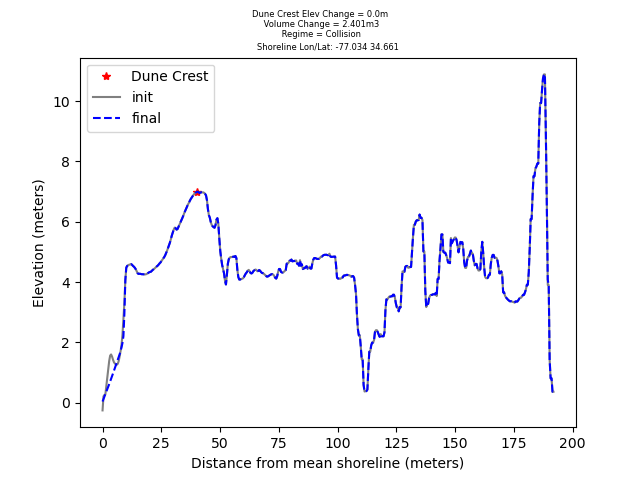 Dune Crest Elev Change = 0.0m
Volume Change = 2.401m3
Regime = Collision
Shoreline Lon/Lat: -77.034 34.661
Dune Crest
init
final
Elevation (meters)
10
8
6
4
2
0
0 25 50 75 100 125 150 175 200
Distance from mean shoreline (meters)